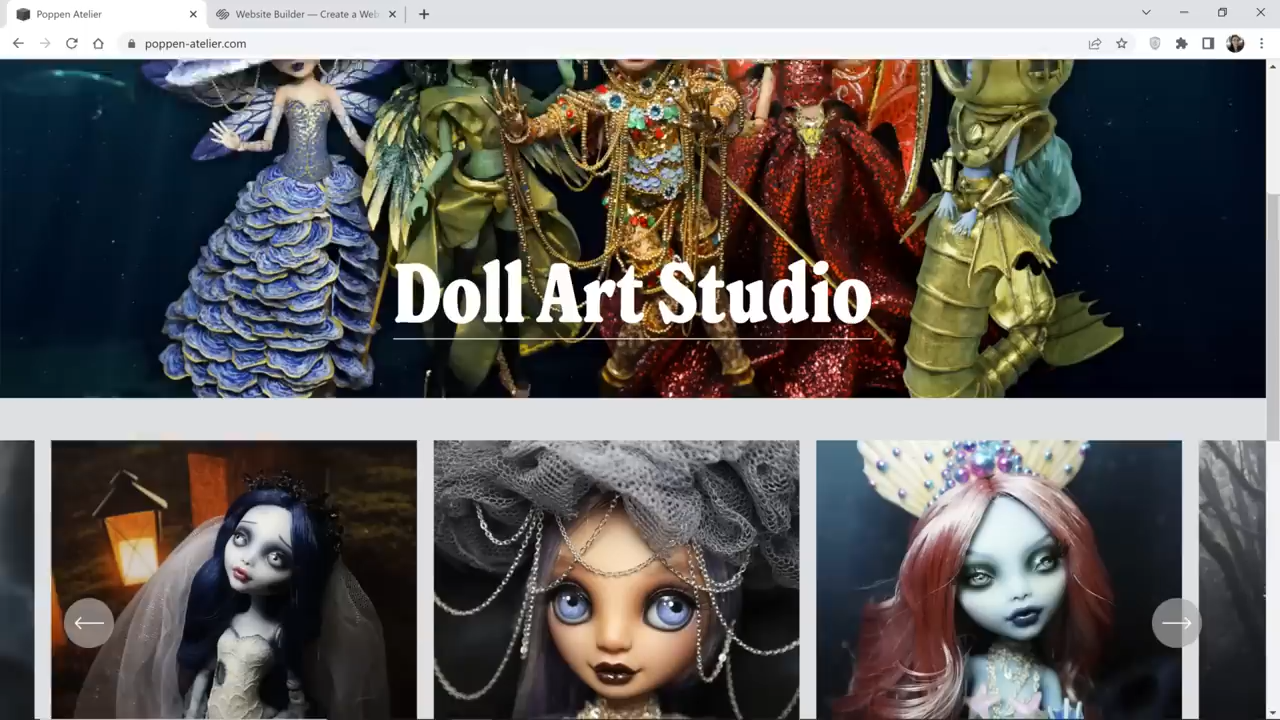 Poppen Atelier
Website Builder — Create a Web
poppen-atelier.com
Doll Art Studio